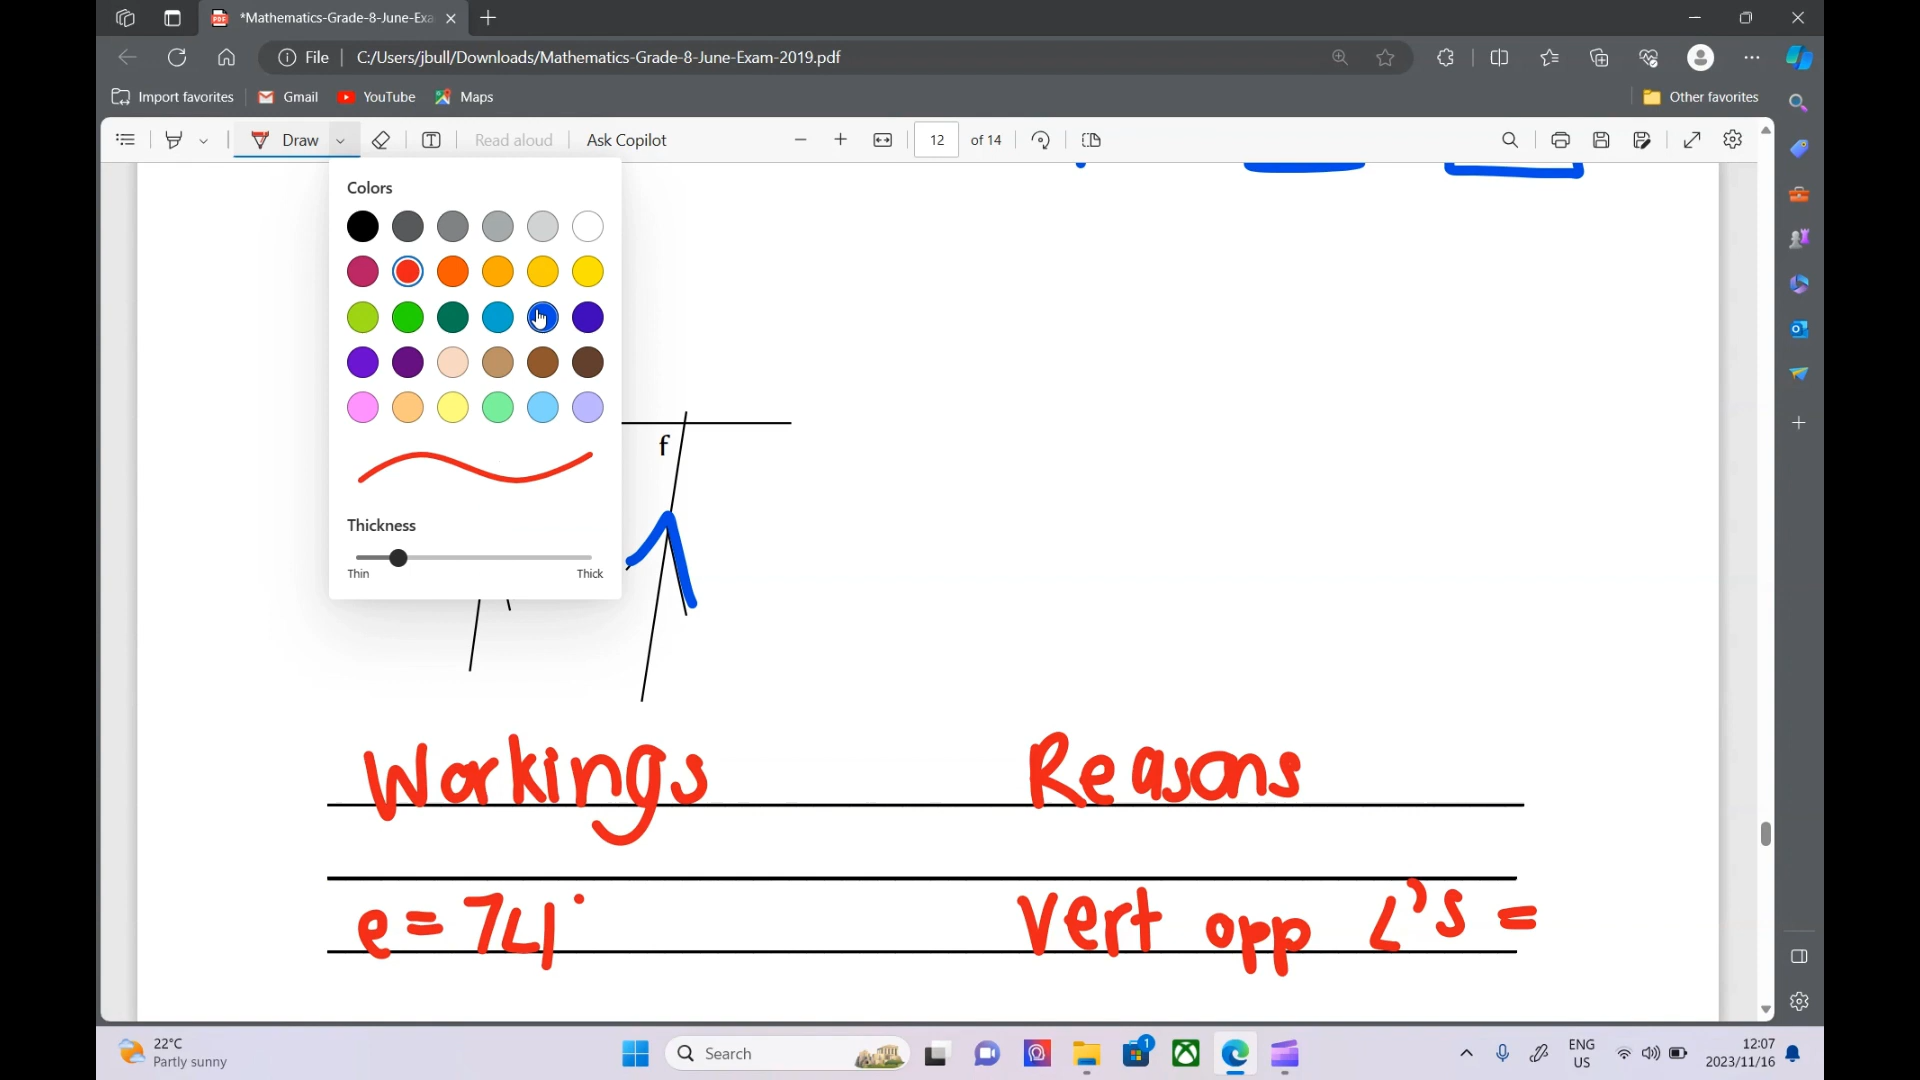 *Mathematics-Grade-8-June-Exa
File C:/Users/jbull/Downloads/Mathematics-Grade-8-June-Exam-2019.pdf
Import favorites Gmail YouTube Maps Other favorites
Draw Read aloud Ask Copilot 12 of 14
Colors
f
Thickness
Thin Thick
Workings Reasons
e = 74° Vert opp ∠'s =
22°C
Partly sunny
Search
1
ENG
US
12:07
2023/11/16